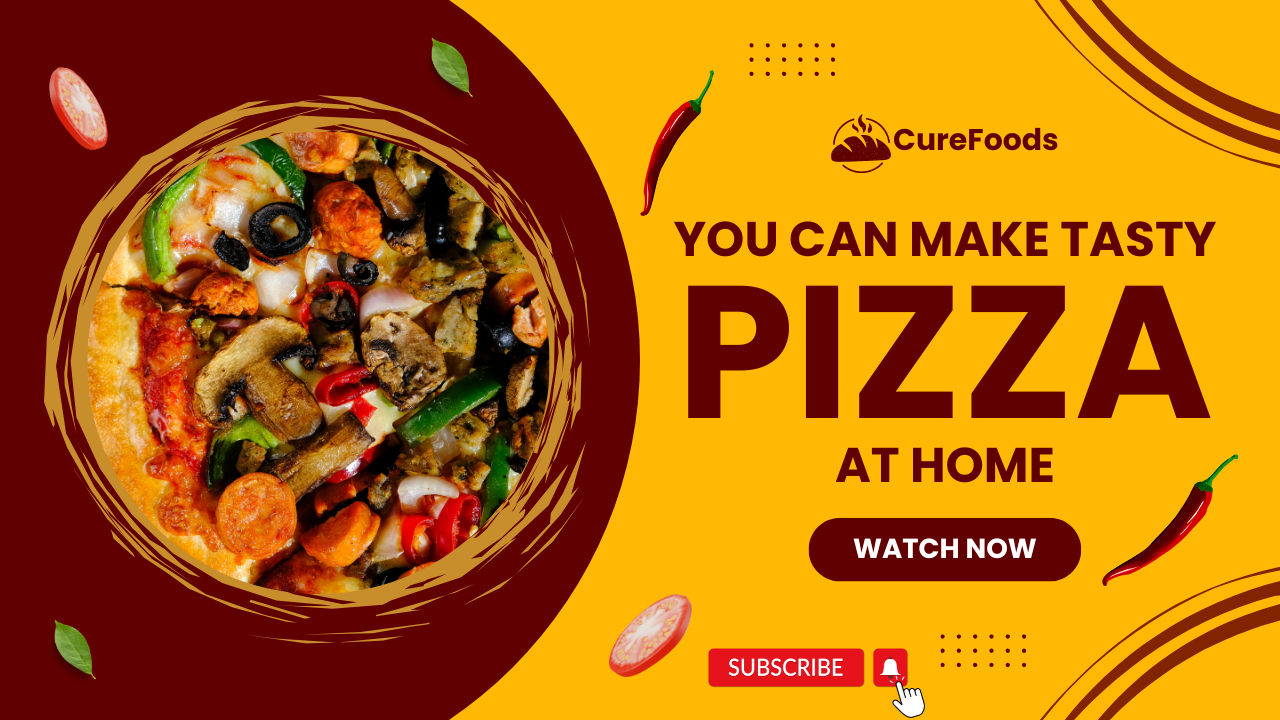 CureFoods
YOU CAN MAKE TASTY
PIZZA
AT HOME
WATCH NOW
SUBSCRIBE